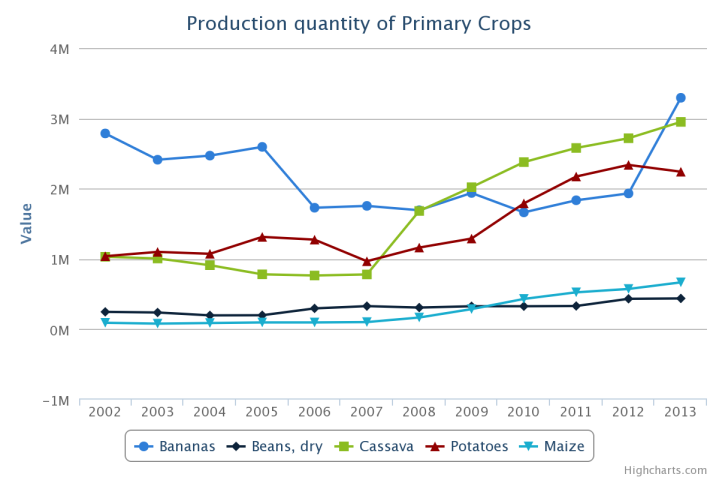 Production quantity of Primary Crops
4M
3M
2M
1M
0M
−1M
Value
2002 2003 2004 2005 2006 2007 2008 2009 2010 2011 2012 2013
Bananas Beans, dry Cassava Potatoes Maize
Highcharts.com